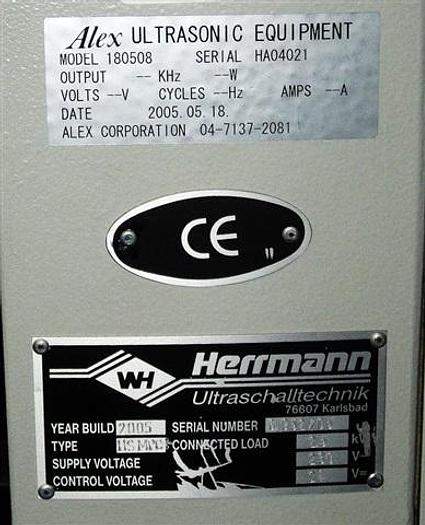 Alex ULTRASONIC EQUIPMENT
MODEL 180508 SERIAL HA04021
OUTPUT -- KHz --W
VOLTS --V CYCLES --Hz AMPS --A
DATE 2005.05.18.
ALEX CORPORATION 04-7137-2081
CE
WH Herrmann
Ultraschalltechnik
76607 Karlsbad
YEAR BUILD 2005 SERIAL NUMBER
TYPE CONNECTED LOAD kW
SUPPLY VOLTAGE V~
CONTROL VOLTAGE V=